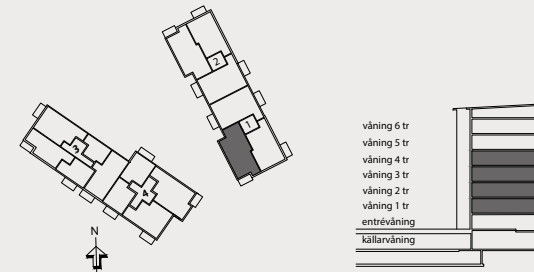 2
1
3
4
N
våning 6 tr
våning 5 tr
våning 4 tr
våning 3 tr
våning 2 tr
våning 1 tr
entrévåning
källarvåning